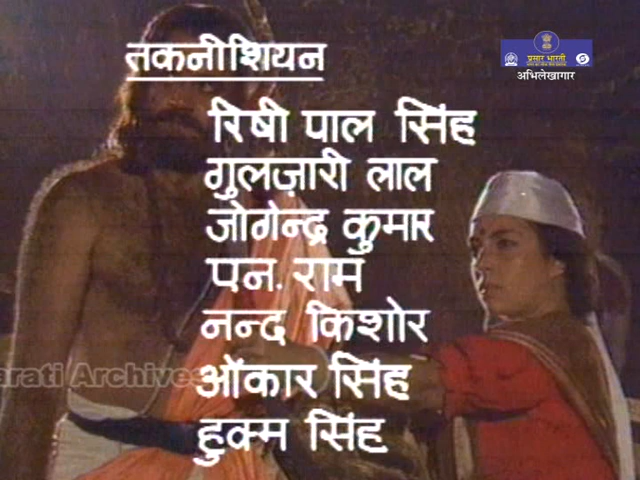 तकनीशियन
प्रसार भारती
अभिलेखागार
रिषी पाल सिंह
गुलज़ारी लाल
जोगेन्द्र कुमार
एन. राम
नन्द किशोर
arati Archives
ओंकार सिंह
हुक्म सिंह